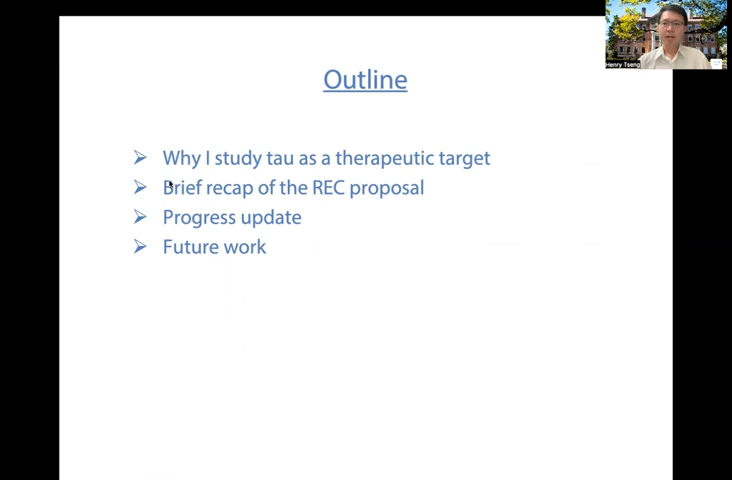 Henry Tseng
Outline
Why I study tau as a therapeutic target
Brief recap of the REC proposal
Progress update
Future work